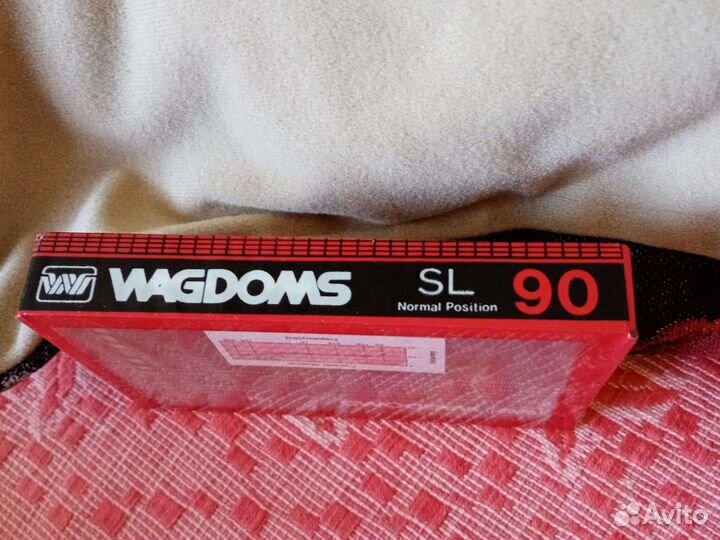 WAGDOMS SL 90
Normal Position
Avito